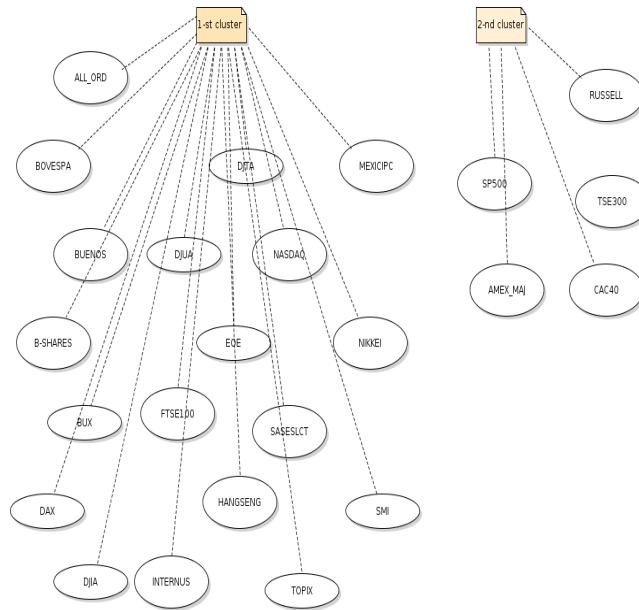 1-st cluster
2-nd cluster
ALL_ORD
RUSSELL
BOVESPA
DJTA
MEXICIPC
SP500
TSE300
BUENOS
DJUA
NASDAQ
AMEX_MAJ
CAC40
B-SHARES
EOE
NIKKEI
BUX
FTSE100
SASESLCT
DAX
HANGSENG
SMI
DJIA
INTERNUS
TOPIX